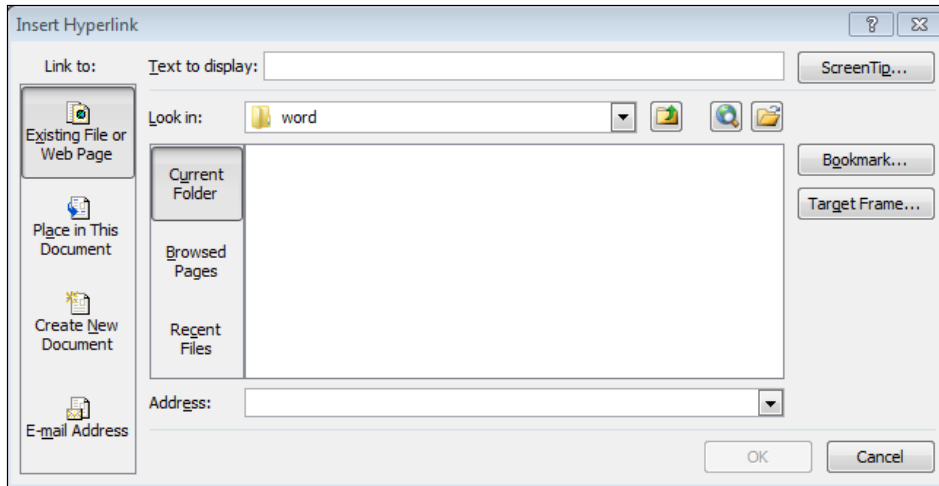 Insert Hyperlink
?
Link to:
Text to display:
ScreenTip...
Existing File or
Web Page
Look in:
word
Current
Folder
Bookmark...
Target Frame...
Place in This
Document
Browsed
Pages
Create New
Document
Recent
Files
E-mail Address
Address:
OK
Cancel